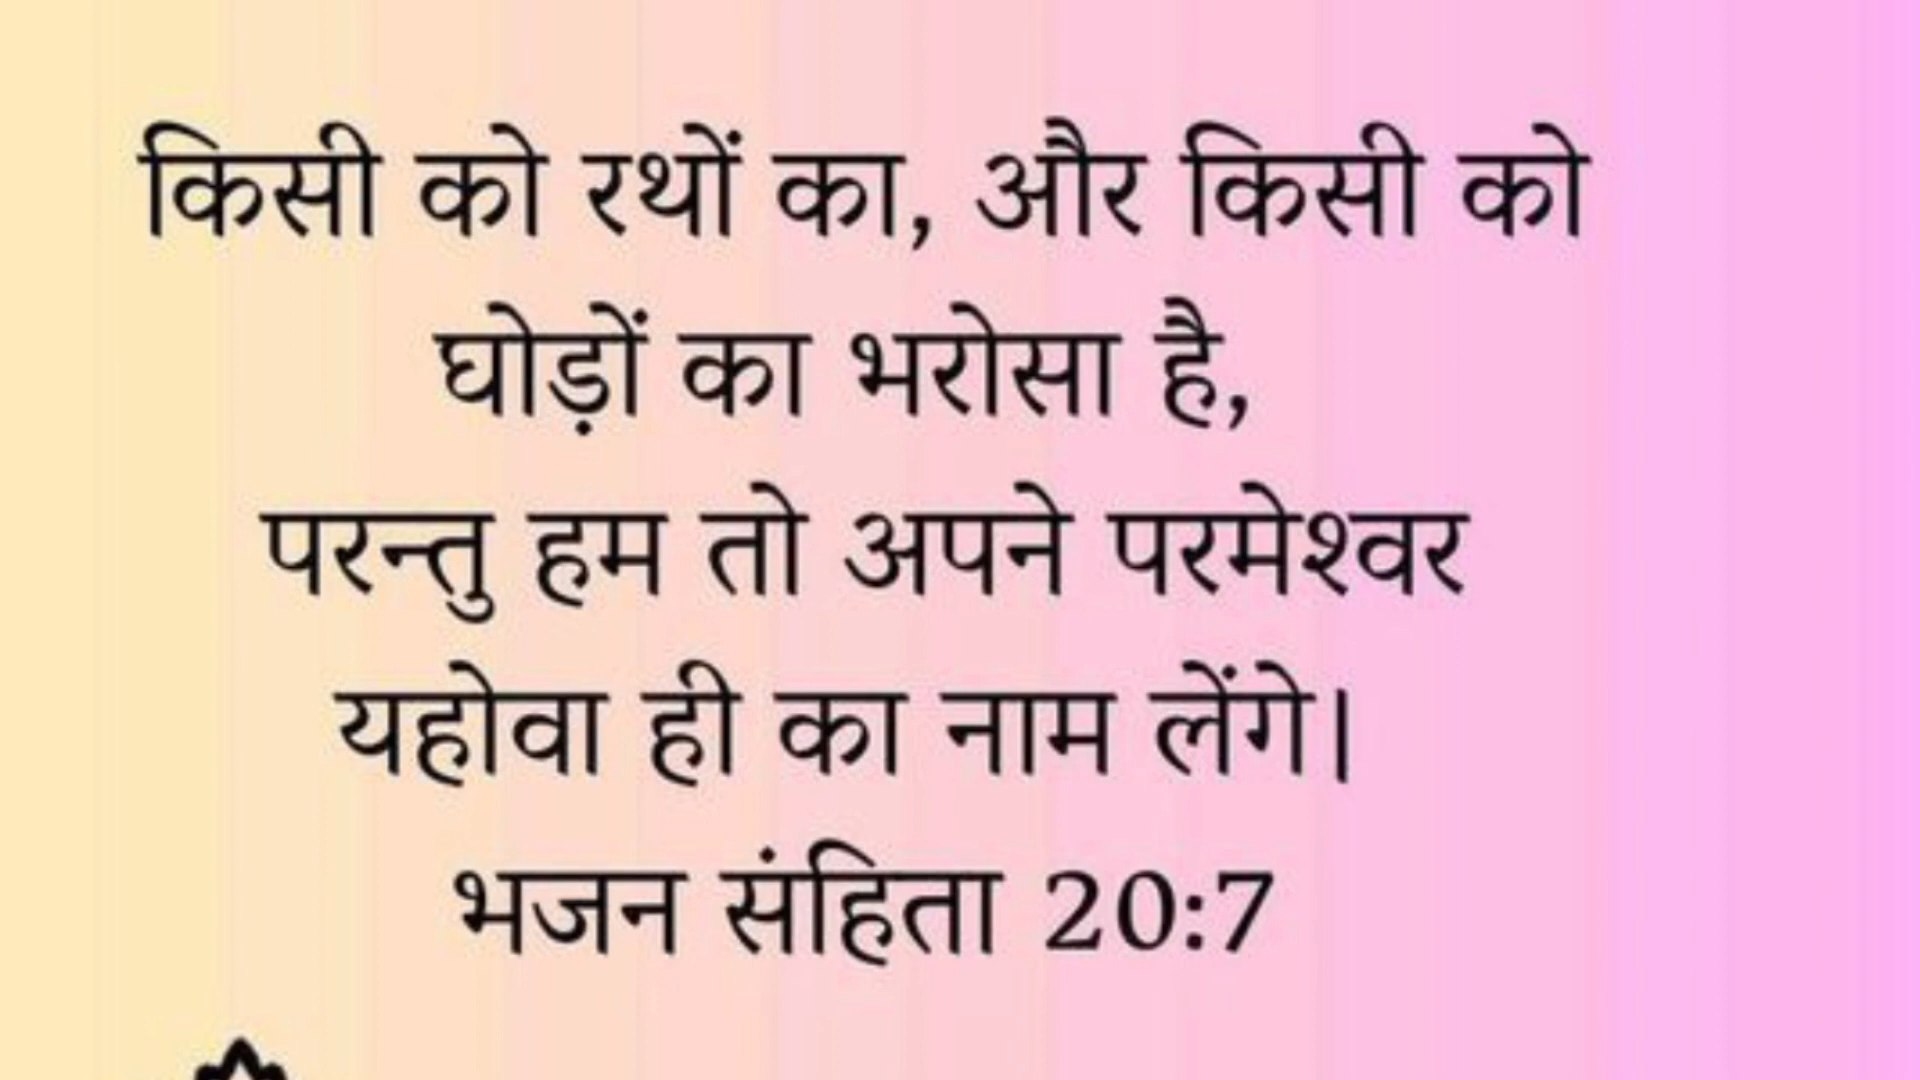 किसी को रथों का, और किसी को
घोड़ों का भरोसा है,
परन्तु हम तो अपने परमेश्वर
यहोवा ही का नाम लेंगे।
भजन संहिता 20:7